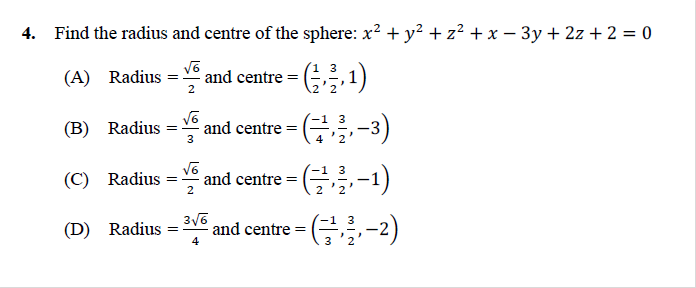 4. Find the radius and centre of the sphere: x² + y² + z² + x − 3y + 2z + 2 = 0
(A) Radius = √6/2 and centre = (1/2, 3/2, 1)
(B) Radius = √6/3 and centre = (−1/4, 3/2, −3)
(C) Radius = √6/2 and centre = (−1/2, 3/2, −1)
(D) Radius = 3√6/4 and centre = (−1/3, 3/2, −2)